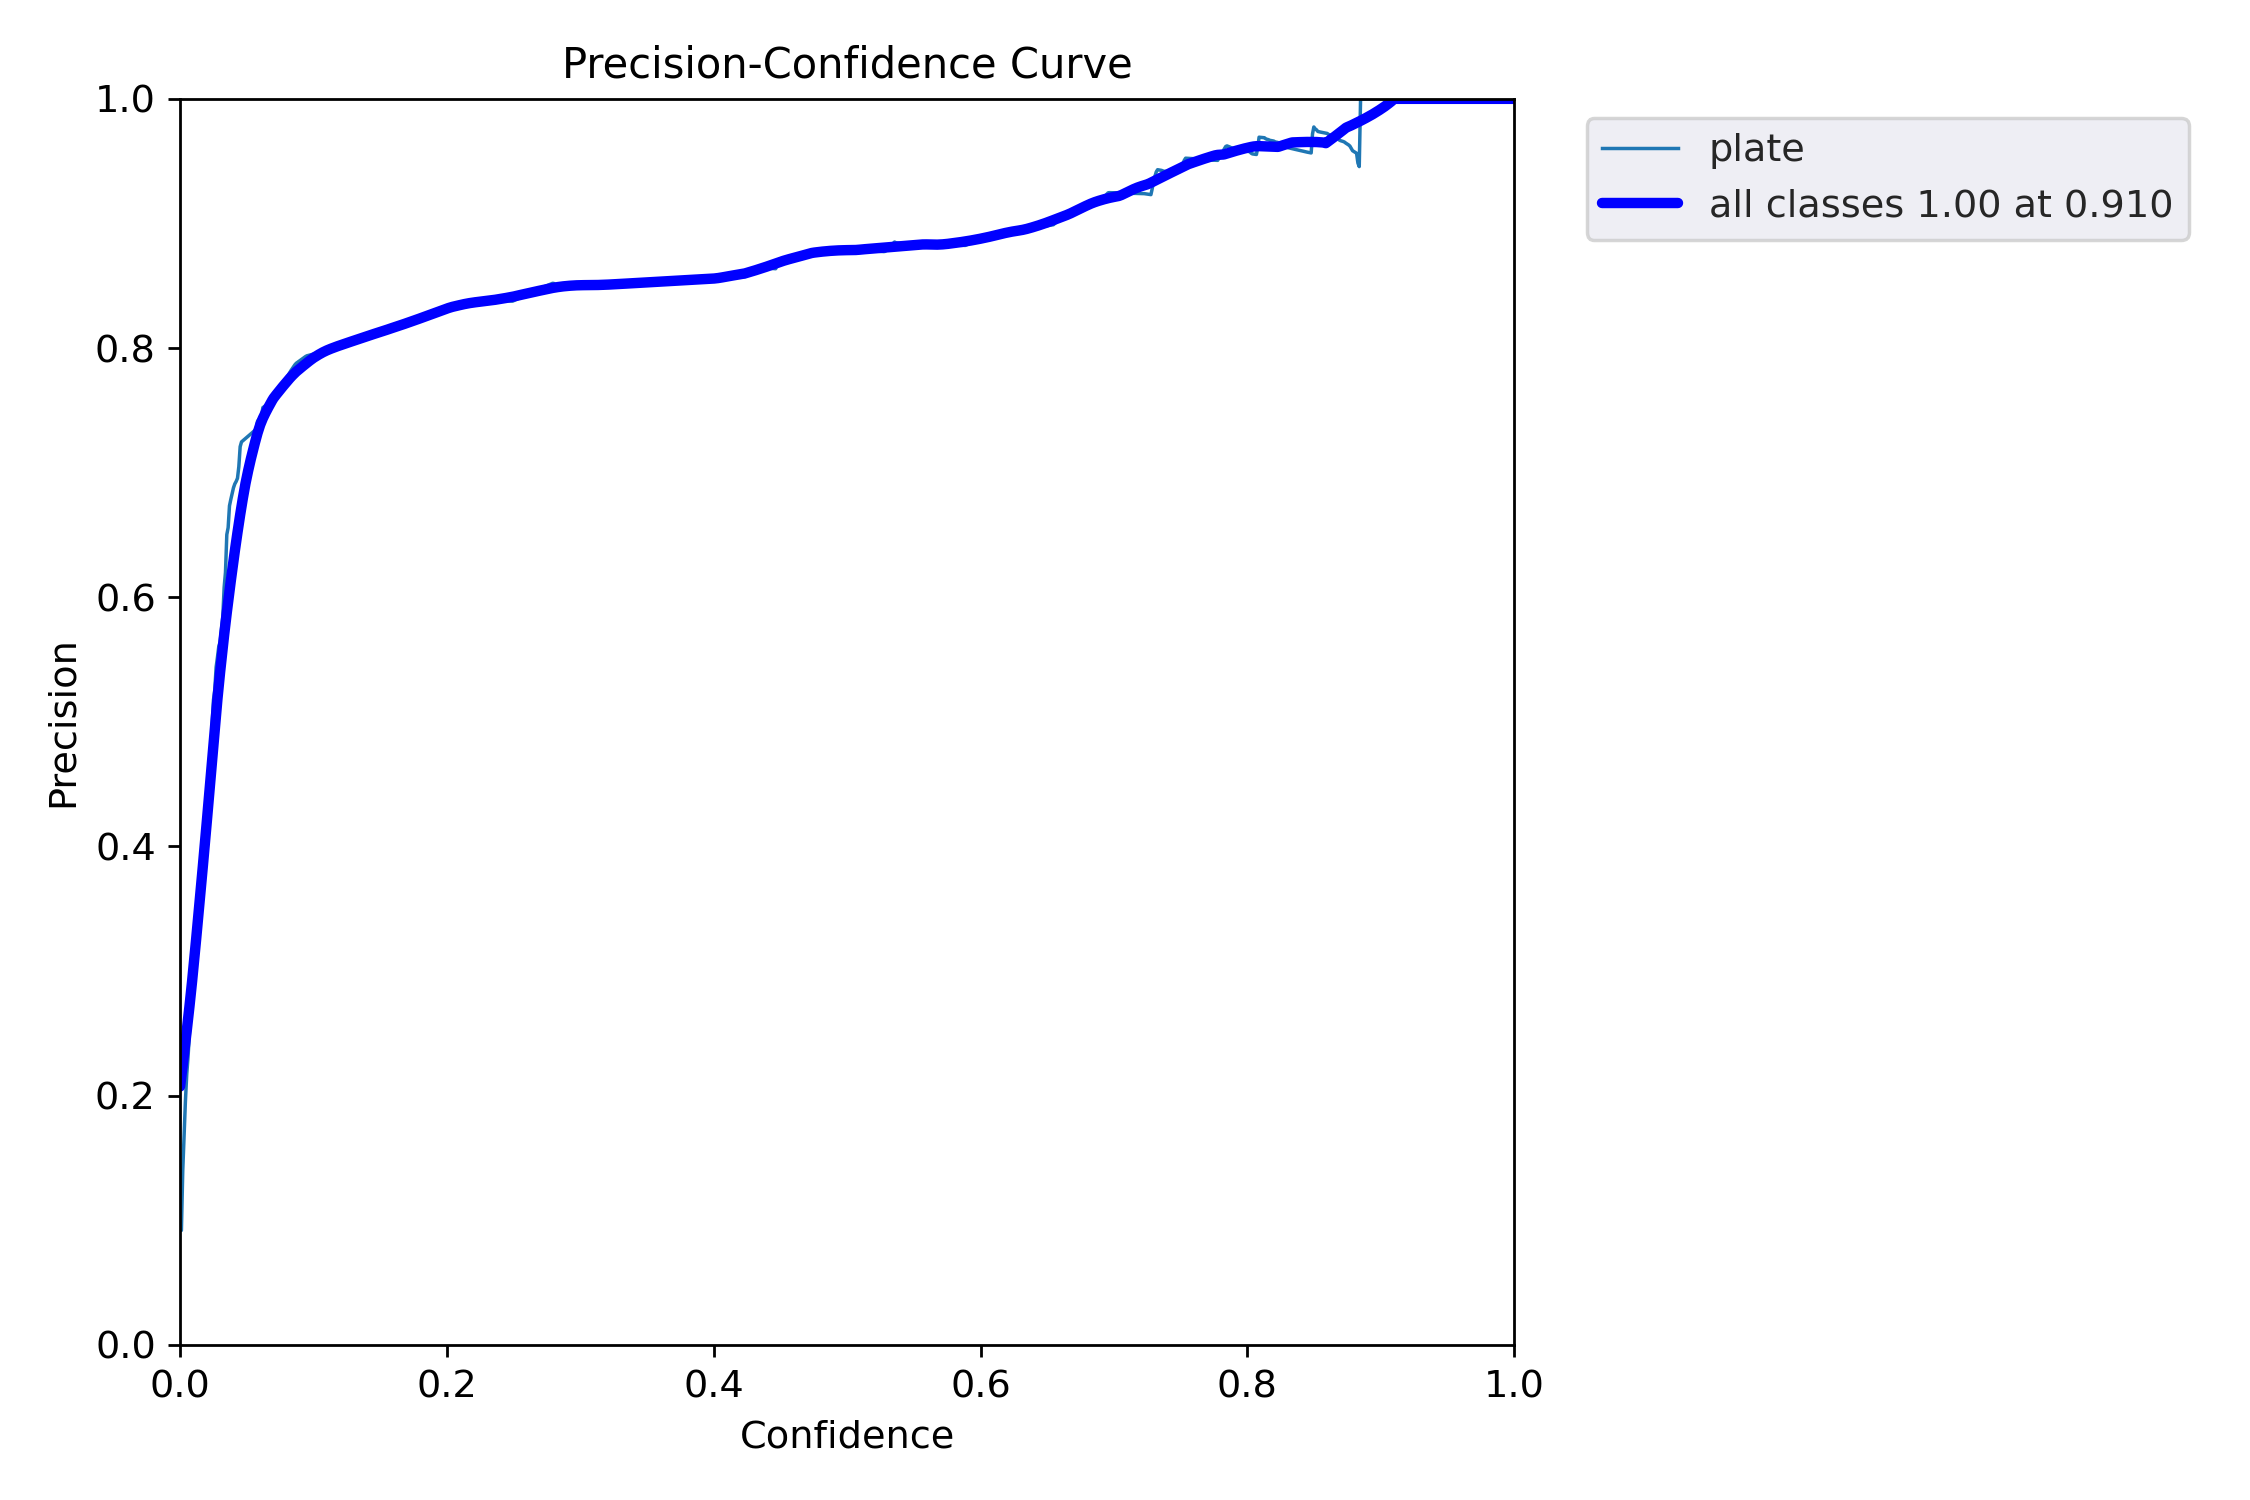 Precision-Confidence Curve
plate
all classes 1.00 at 0.910
1.0
0.8
0.6
0.4
0.2
0.0
Precision
0.0 0.2 0.4 0.6 0.8 1.0
Confidence